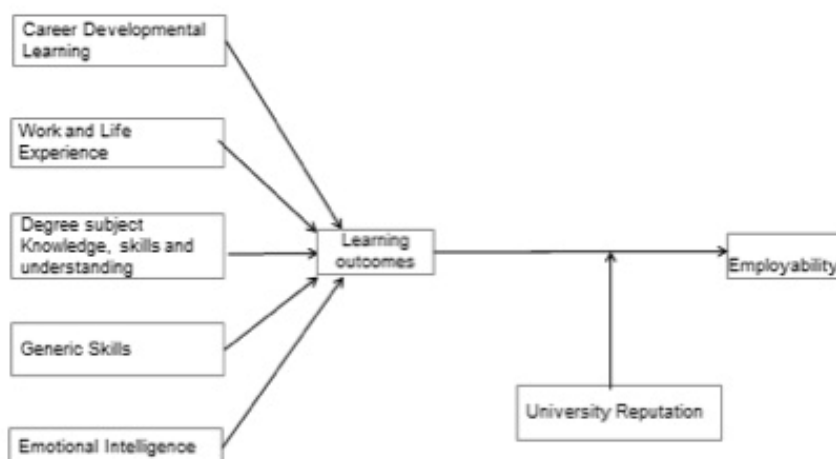 Career Developmental
Learning
Work and Life
Experience
Degree subject
Knowledge, skills and
understanding
Generic Skills
Emotional Intelligence
Learning
outcomes
Employability
University Reputation